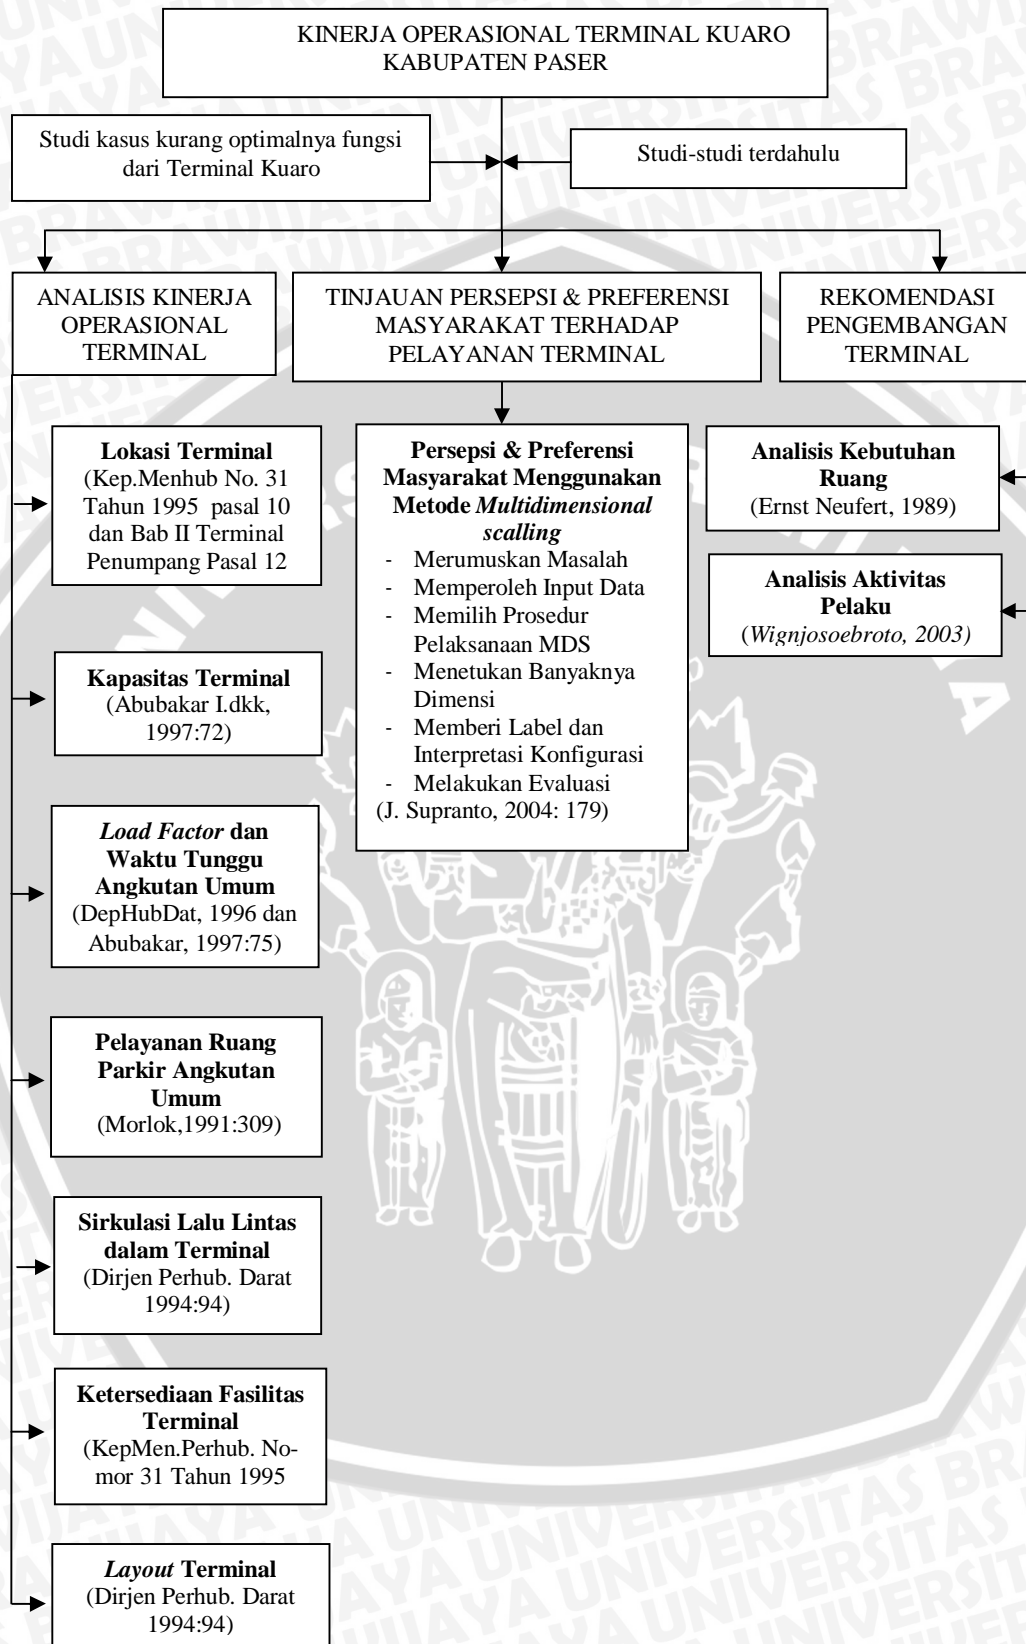 KINERJA OPERASIONAL TERMINAL KUARO
KABUPATEN PASER
Studi kasus kurang optimalnya fungsi
dari Terminal Kuaro
Studi-studi terdahulu
ANALISIS KINERJA
OPERASIONAL
TERMINAL
TINJAUAN PERSEPSI & PREFERENSI
MASYARAKAT TERHADAP
PELAYANAN TERMINAL
REKOMENDASI
PENGEMBANGAN
TERMINAL
Lokasi Terminal
(Kep.Menhub No. 31
Tahun 1995 pasal 10
dan Bab II Terminal
Penumpang Pasal 12
Kapasitas Terminal
(Abubakar I.dkk,
1997:72)
Load Factor dan
Waktu Tunggu
Angkutan Umum
(DepHubDat, 1996 dan
Abubakar, 1997:75)
Pelayanan Ruang
Parkir Angkutan
Umum
(Morlok,1991:309)
Sirkulasi Lalu Lintas
dalam Terminal
(Dirjen Perhub. Darat
1994:94)
Ketersediaan Fasilitas
Terminal
(KepMen.Perhub. No-
mor 31 Tahun 1995
Layout Terminal
(Dirjen Perhub. Darat
1994:94)
Persepsi & Preferensi
Masyarakat Menggunakan
Metode Multidimensional
scalling
- Merumuskan Masalah
- Memperoleh Input Data
- Memilih Prosedur
Pelaksanaan MDS
- Menetukan Banyaknya
Dimensi
- Memberi Label dan
Interpretasi Konfigurasi
- Melakukan Evaluasi
(J. Supranto, 2004: 179)
Analisis Kebutuhan
Ruang
(Ernst Neufert, 1989)
Analisis Aktivitas
Pelaku
(Wignjosoebroto, 2003)